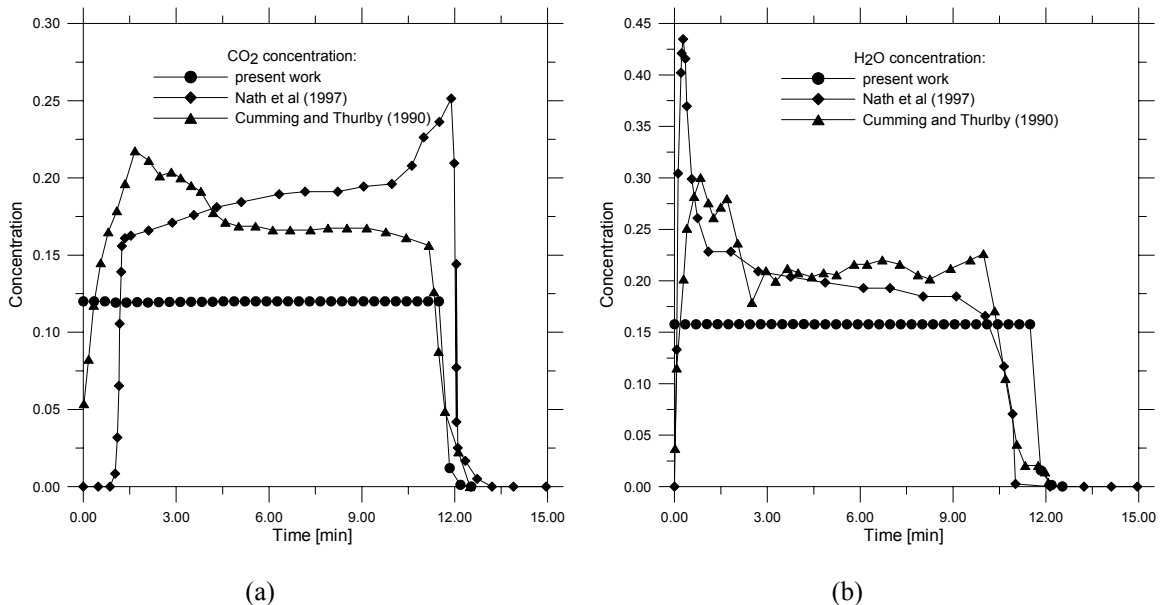 CO2 concentration:
present work
Nath et al (1997)
Cumming and Thurlby (1990)
0.30
0.25
0.20
0.15
0.10
0.05
0.00
Concentration
0.00 3.00 6.00 9.00 12.00 15.00
Time [min]
(a)
H2O concentration:
present work
Nath et al (1997)
Cumming and Thurlby (1990)
0.45
0.40
0.35
0.30
0.25
0.20
0.15
0.10
0.05
0.00
Concentration
0.00 3.00 6.00 9.00 12.00 15.00
Time [min]
(b)